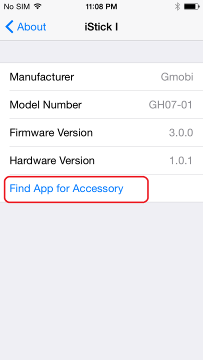 No SIM 11:08 PM
About iStick I
Manufacturer Gmobi
Model Number GH07-01
Firmware Version 3.0.0
Hardware Version 1.0.1
Find App for Accessory